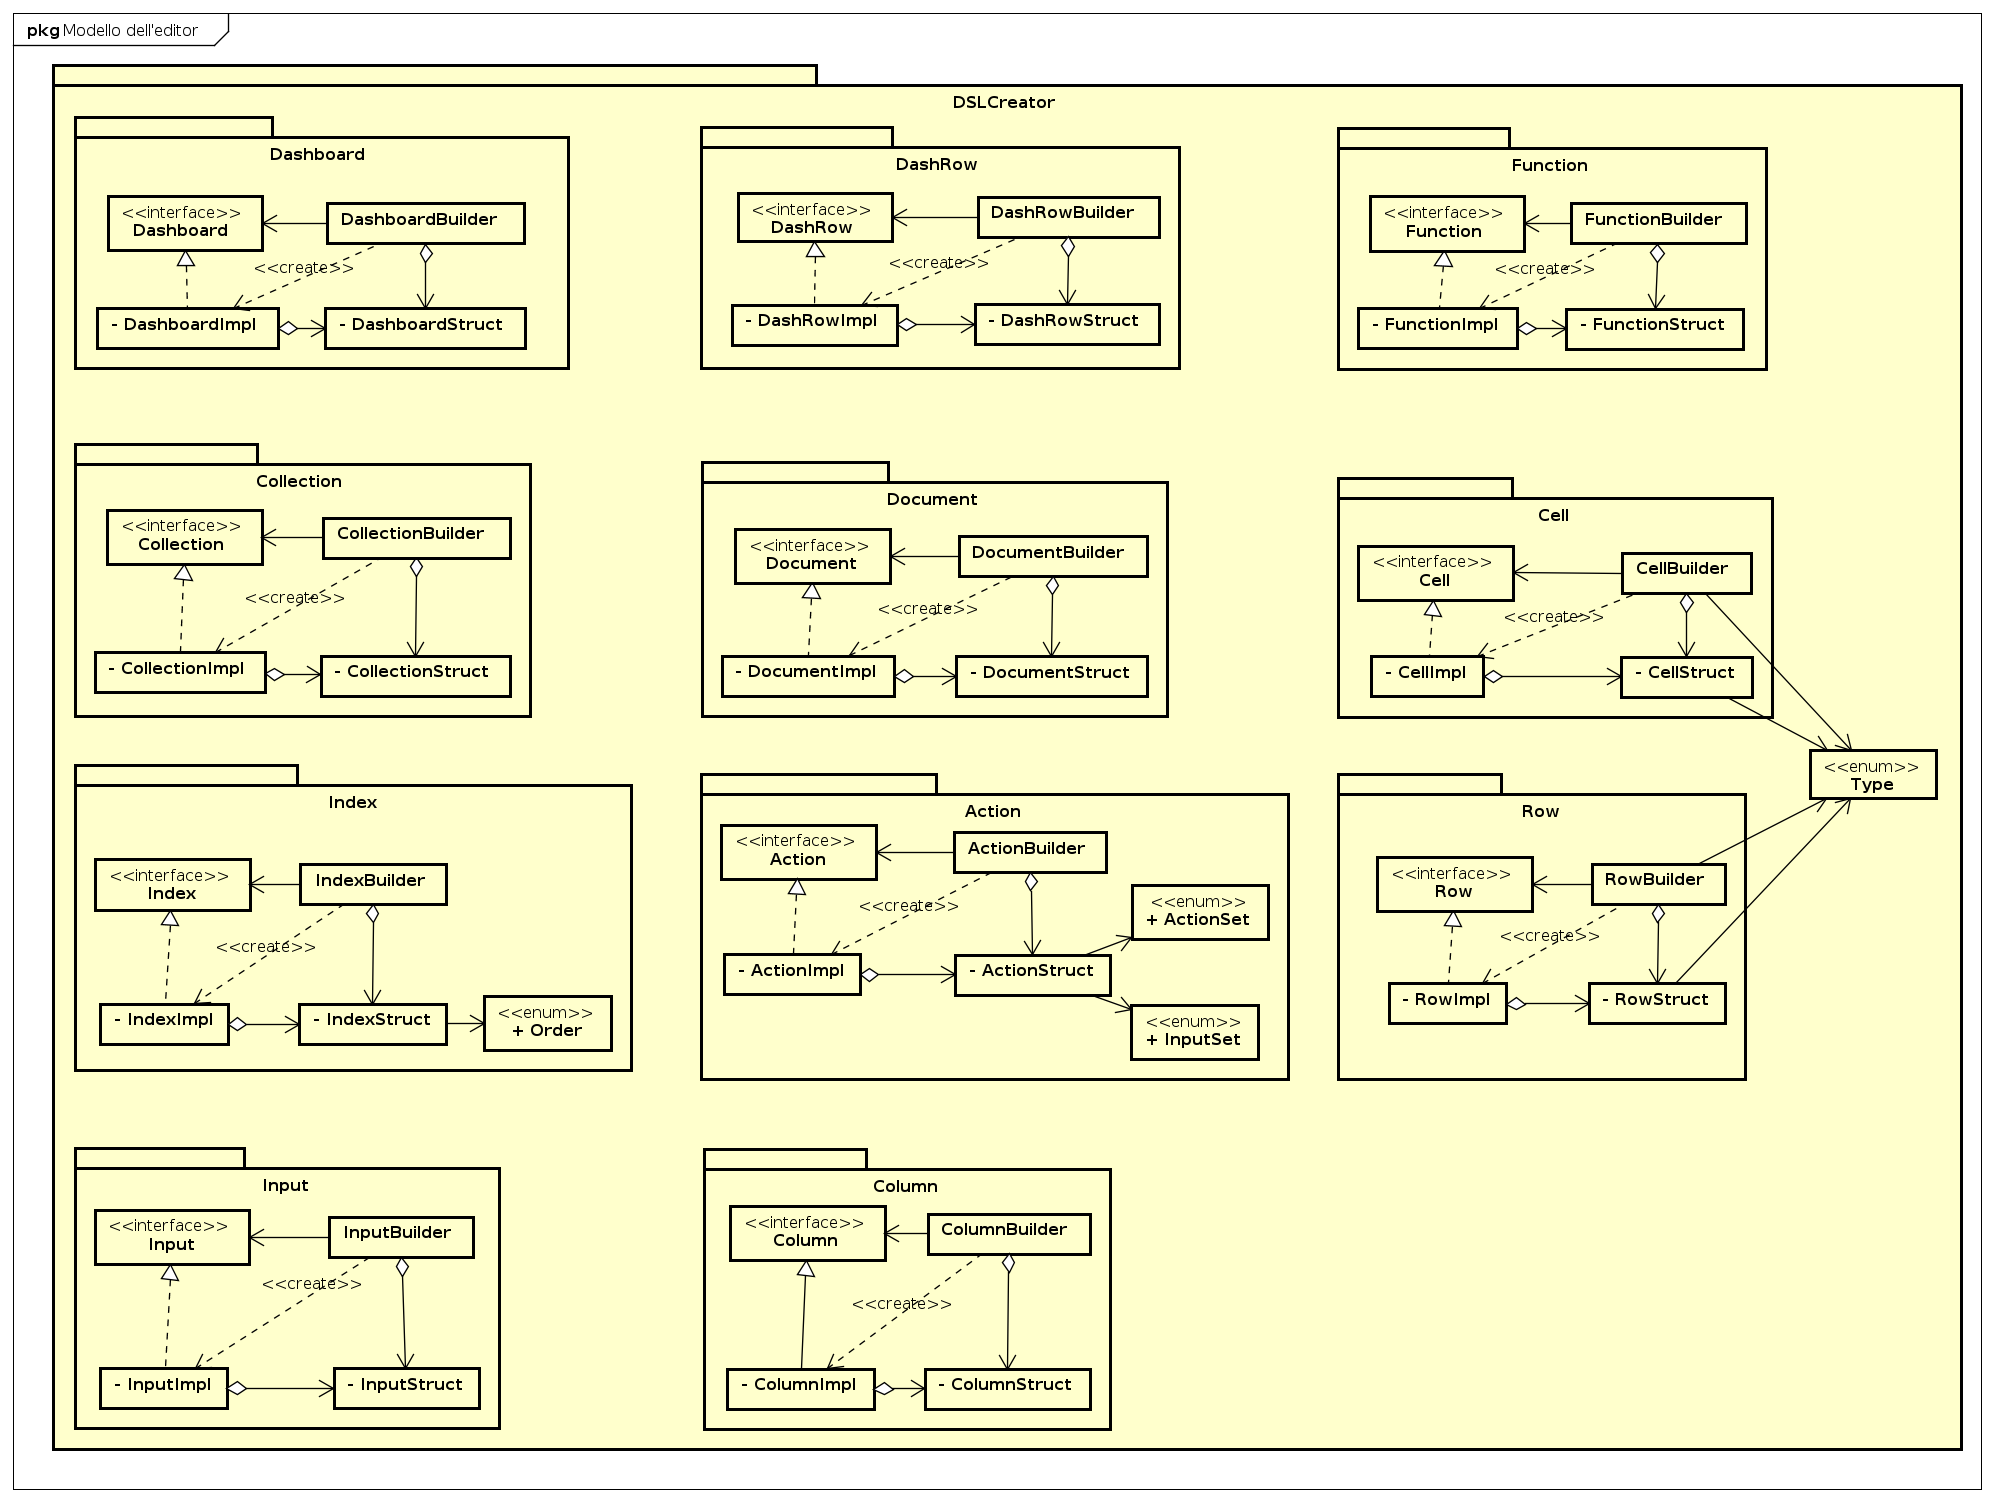 pkg Modello dell'editor
DSLCreator
Dashboard
<<interface>>
Dashboard
DashboardBuilder
<<create>>
- DashboardImpl
- DashboardStruct
DashRow
<<interface>>
DashRow
DashRowBuilder
<<create>>
- DashRowImpl
- DashRowStruct
Function
<<interface>>
Function
FunctionBuilder
<<create>>
- FunctionImpl
- FunctionStruct
Collection
<<interface>>
Collection
CollectionBuilder
<<create>>
- CollectionImpl
- CollectionStruct
Document
<<interface>>
Document
DocumentBuilder
<<create>>
- DocumentImpl
- DocumentStruct
Cell
<<interface>>
Cell
CellBuilder
<<create>>
- CellImpl
- CellStruct
<<enum>>
Type
Index
<<interface>>
Index
IndexBuilder
<<create>>
- IndexImpl
- IndexStruct
<<enum>>
+ Order
Action
<<interface>>
Action
ActionBuilder
<<create>>
- ActionImpl
- ActionStruct
<<enum>>
+ ActionSet
<<enum>>
+ InputSet
Row
<<interface>>
Row
RowBuilder
<<create>>
- RowImpl
- RowStruct
Input
<<interface>>
Input
InputBuilder
<<create>>
- InputImpl
- InputStruct
Column
<<interface>>
Column
ColumnBuilder
<<create>>
- ColumnImpl
- ColumnStruct